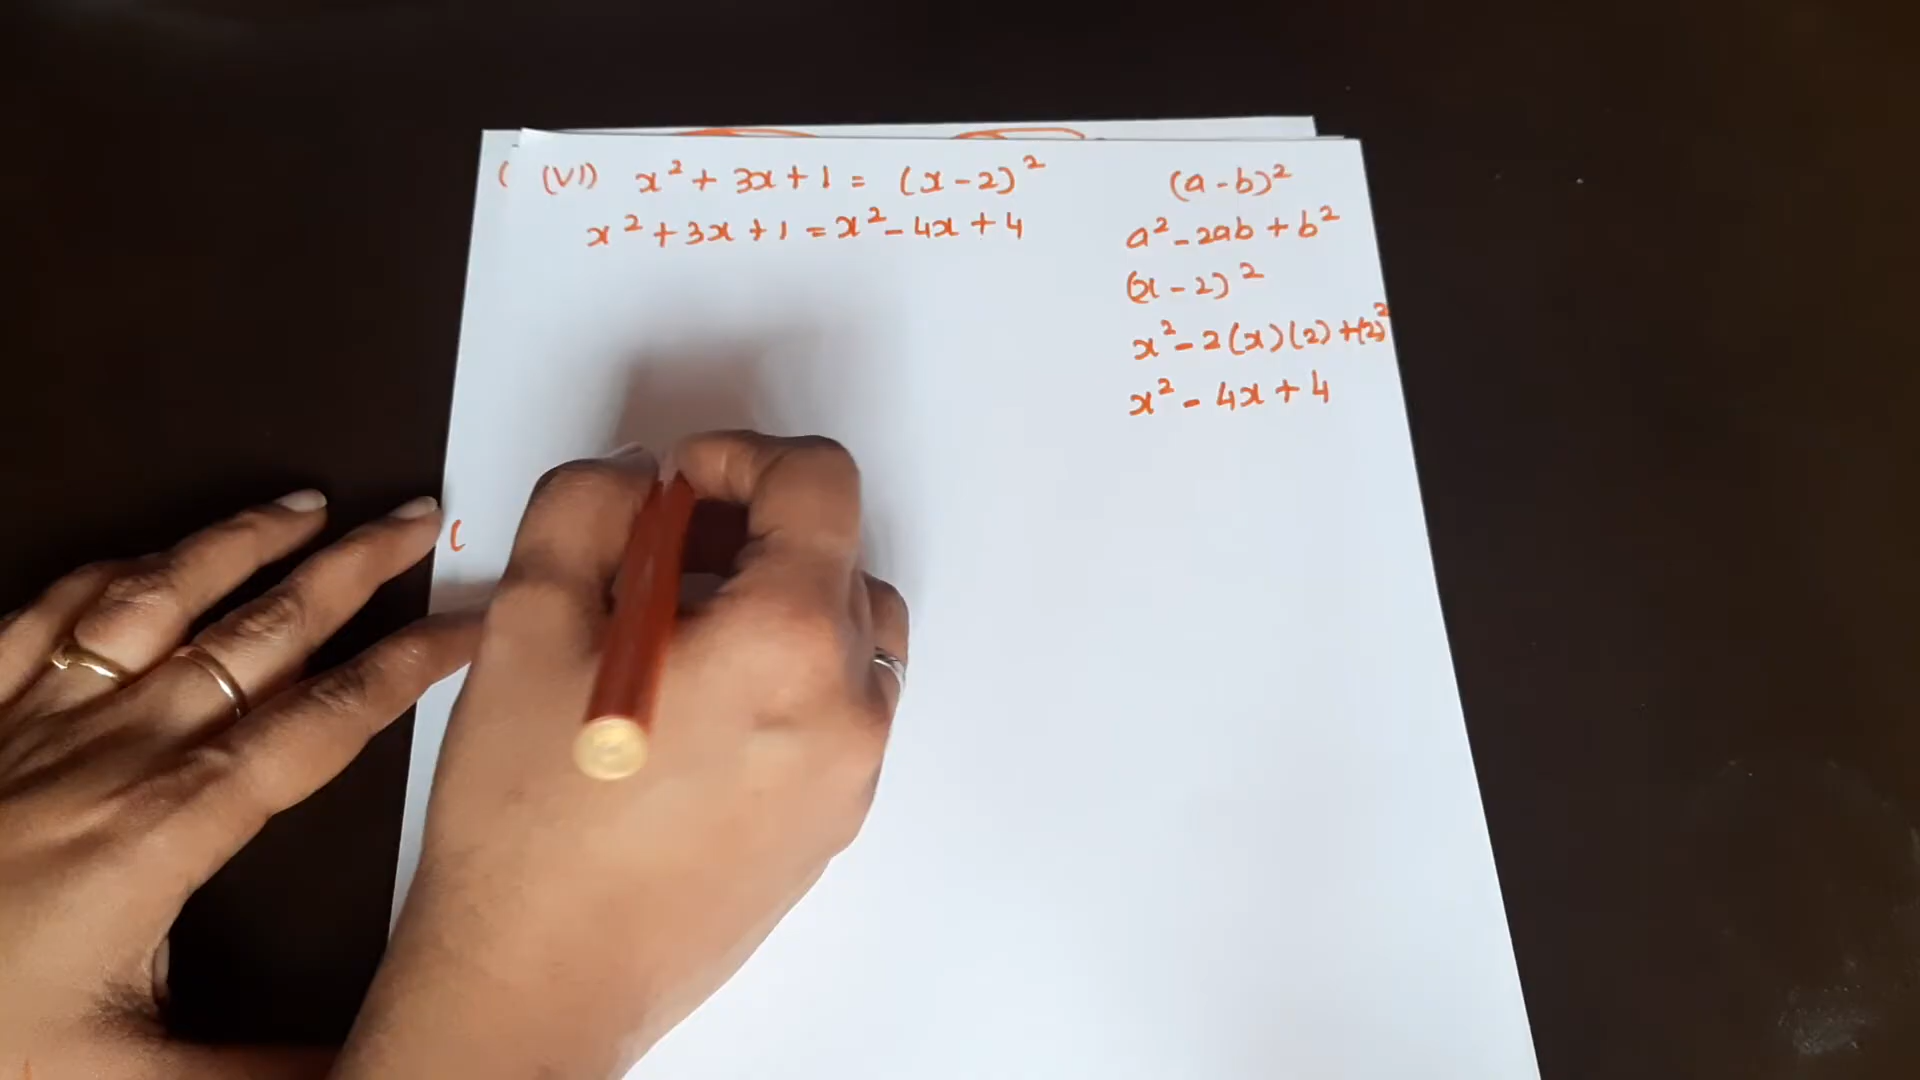 ( (VI) x² + 3x + 1 = (x - 2)²
x² + 3x + 1 = x² - 4x + 4
(a - b)²
a² - 2ab + b²
(x - 2)²
x² - 2(x)(2) + (2)²
x² - 4x + 4
(